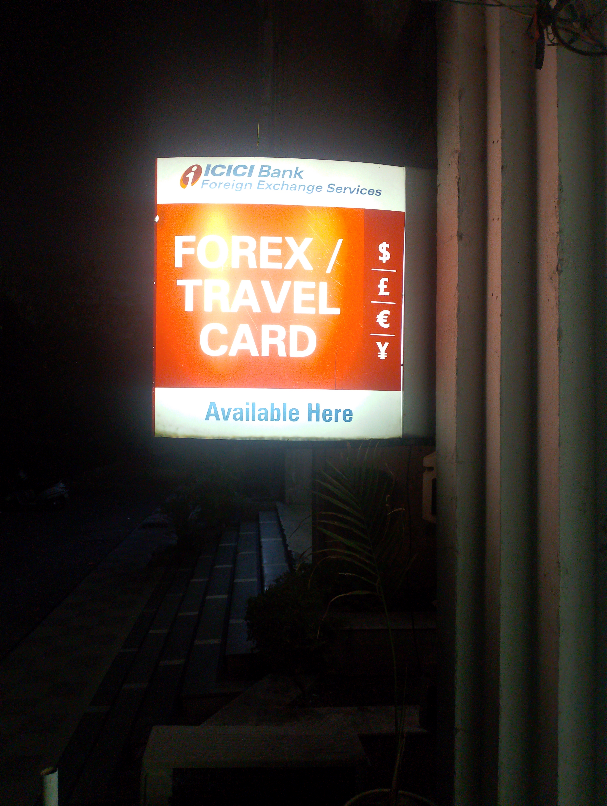 i ICICI Bank
Foreign Exchange Services
FOREX /
TRAVEL
CARD
$
£
€
¥
Available Here